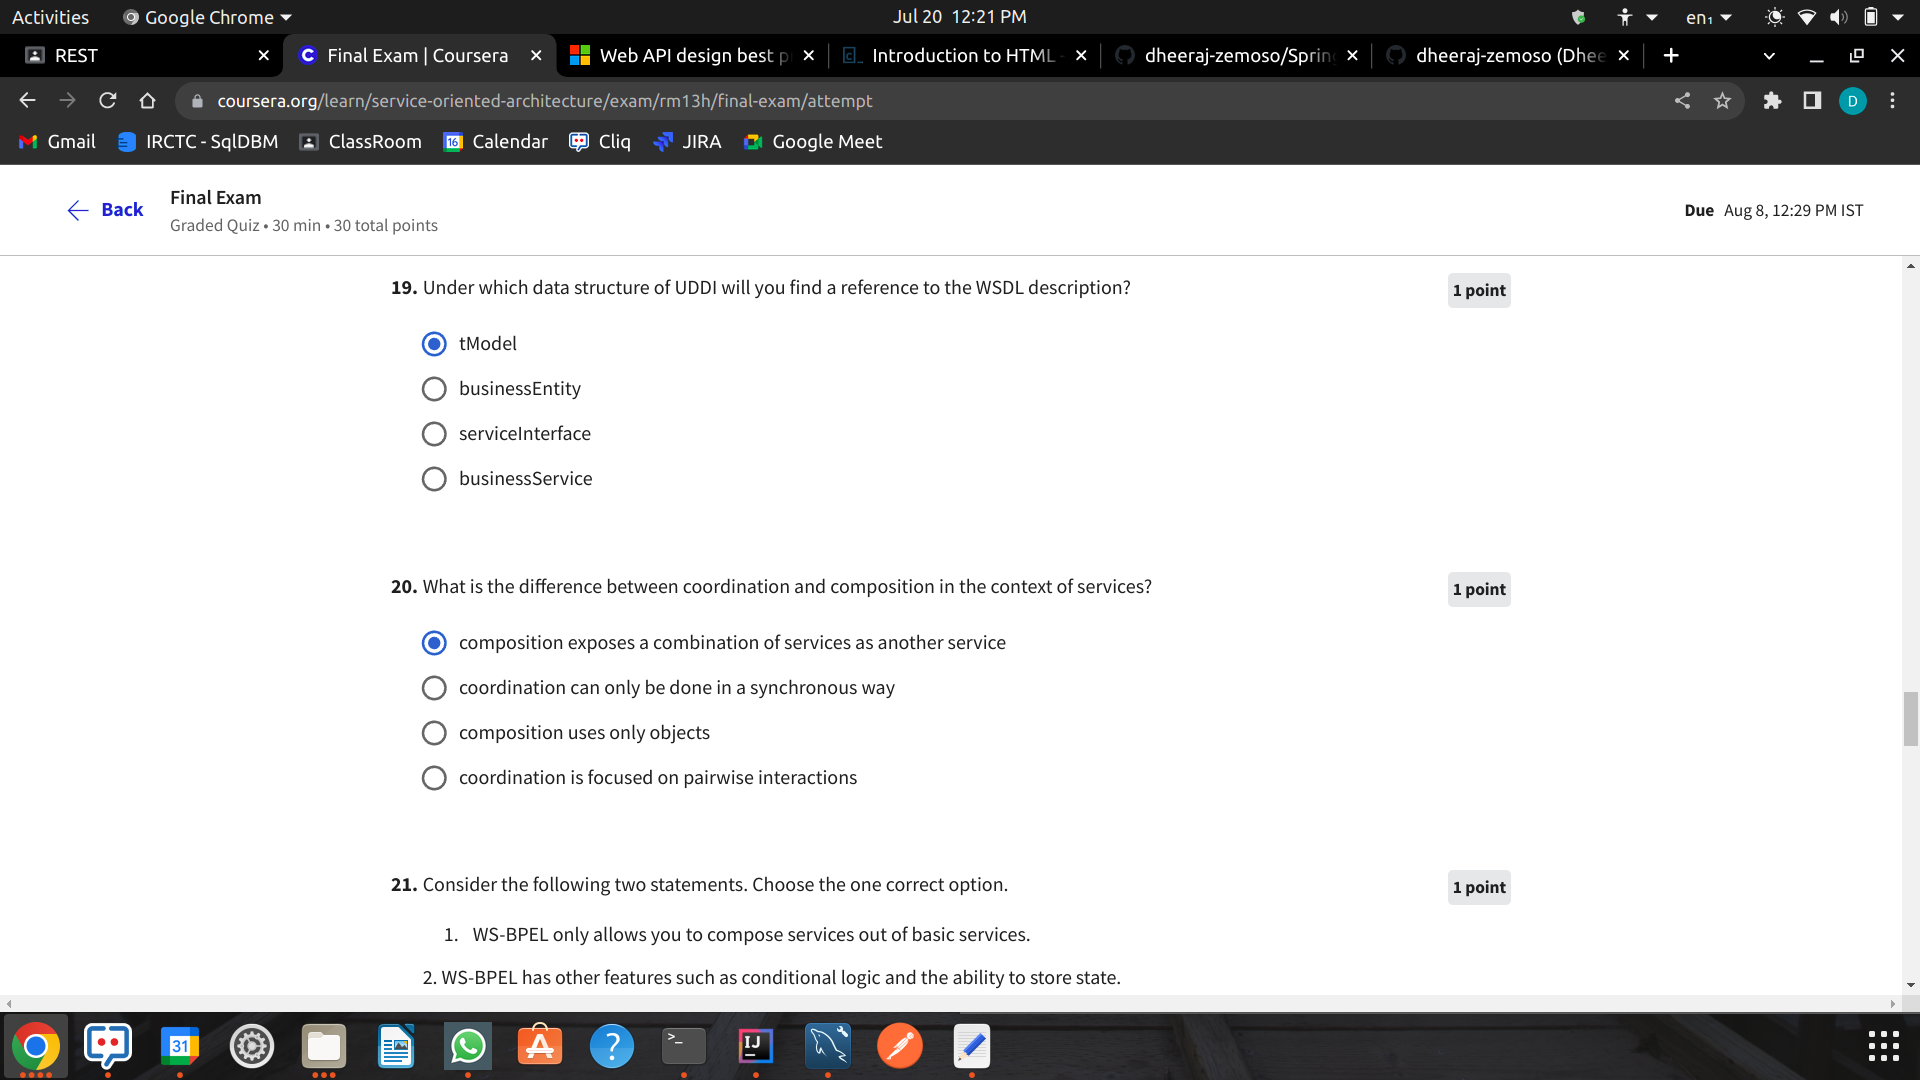 Activities Google Chrome Jul 20 12:21 PM en₁
REST Final Exam | Coursera Web API design best p Introduction to HTML - dheeraj-zemoso/Spring dheeraj-zemoso (Dhee
coursera.org/learn/service-oriented-architecture/exam/rm13h/final-exam/attempt D
Gmail IRCTC - SqlDBM ClassRoom 16 Calendar Cliq JIRA Google Meet
Back
Final Exam
Graded Quiz • 30 min • 30 total points
Due Aug 8, 12:29 PM IST
19. Under which data structure of UDDI will you find a reference to the WSDL description? 1 point
tModel
businessEntity
serviceInterface
businessService
20. What is the difference between coordination and composition in the context of services? 1 point
composition exposes a combination of services as another service
coordination can only be done in a synchronous way
composition uses only objects
coordination is focused on pairwise interactions
21. Consider the following two statements. Choose the one correct option. 1 point
1. WS-BPEL only allows you to compose services out of basic services.
2. WS-BPEL has other features such as conditional logic and the ability to store state.
31 A ? >_ IJ